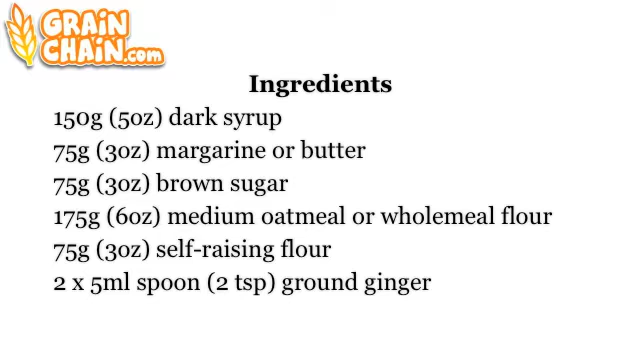 GRAIN
CHAIN.com
Ingredients
150g (5oz) dark syrup
75g (3oz) margarine or butter
75g (3oz) brown sugar
175g (6oz) medium oatmeal or wholemeal flour
75g (3oz) self-raising flour
2 x 5ml spoon (2 tsp) ground ginger